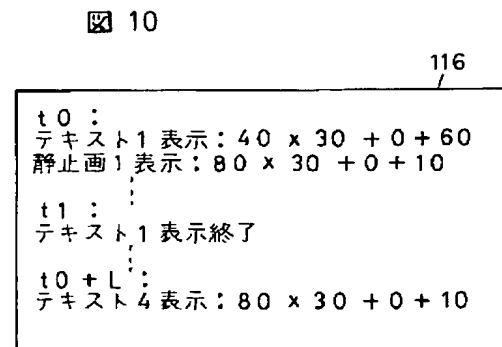 図 10
116
t0 :
テキスト1 表示：40 x 30 +0+60
静止画1 表示：80 x 30 +0+10
t1 :
テキスト1 表示終了
t0 + L :
テキスト4 表示：80 x 30 +0+10